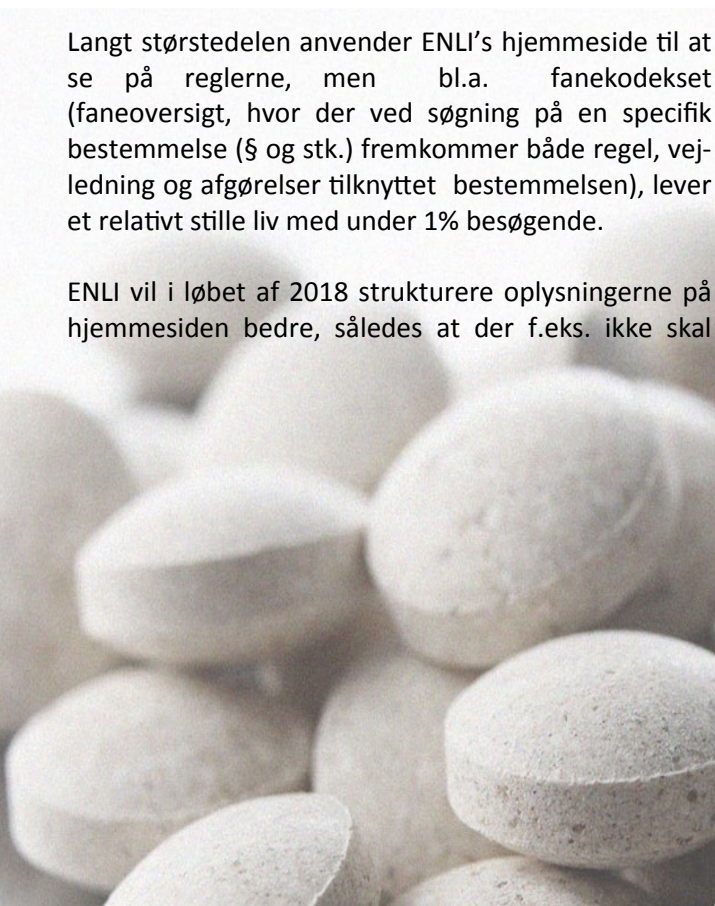 Langt størstedelen anvender ENLI's hjemmeside til at
se på reglerne, men bl.a. fanekodekset
(faneoversigt, hvor der ved søgning på en specifik
bestemmelse (§ og stk.) fremkommer både regel, vej-
ledning og afgørelser tilknyttet bestemmelsen), lever
et relativt stille liv med under 1% besøgende.
ENLI vil i løbet af 2018 strukturere oplysningerne på
hjemmesiden bedre, således at der f.eks. ikke skal